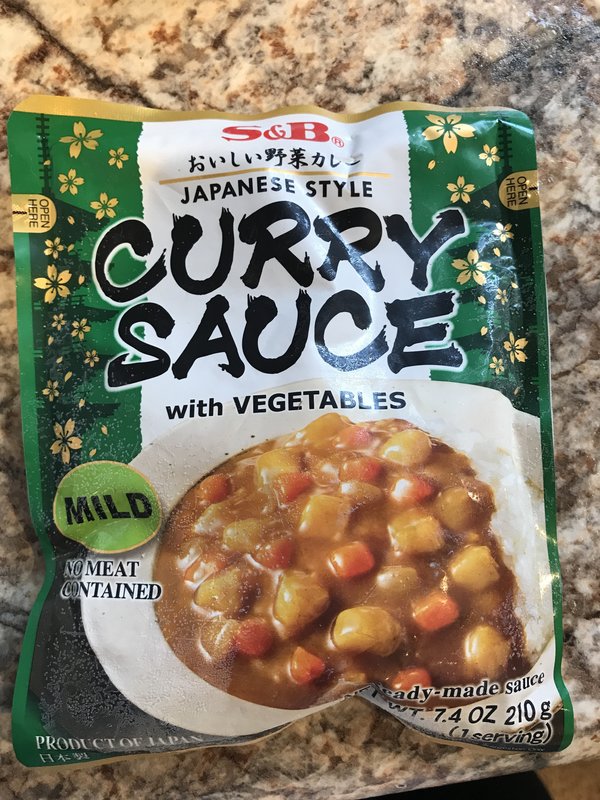 S&B®
おいしい野菜カレー
JAPANESE STYLE
OPEN HERE
OPEN HERE
CURRY
SAUCE
with VEGETABLES
MILD
NO MEAT
CONTAINED
ready-made sauce
WT. 7.4 OZ 210 g
(1 serving)
PRODUCT OF JAPAN
日本製